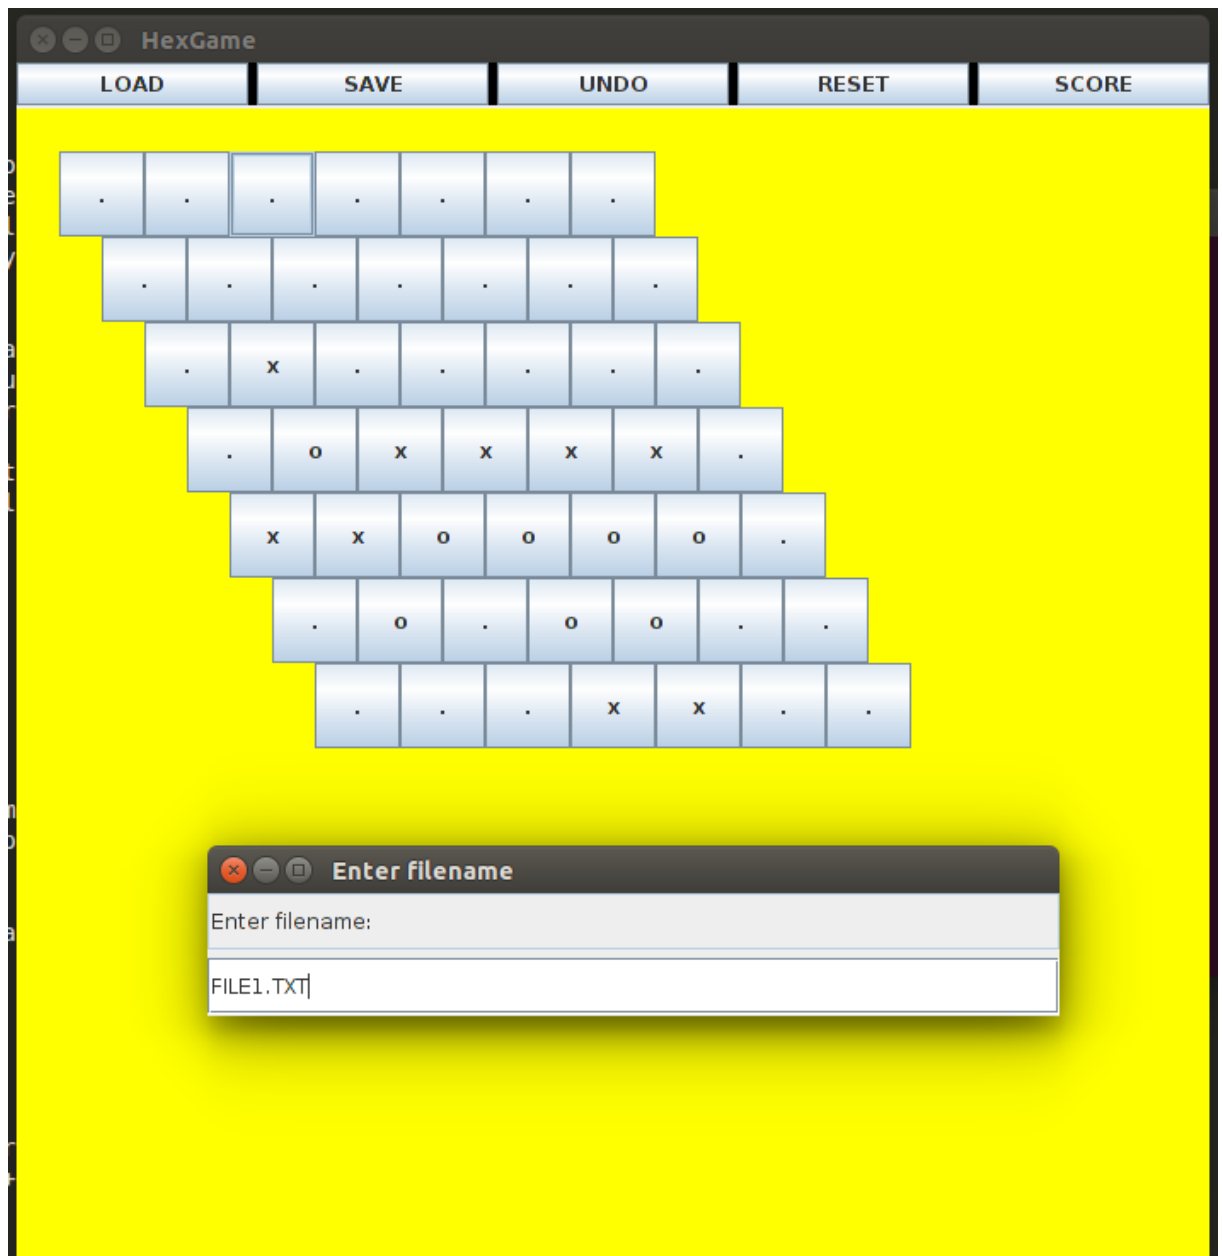 HexGame
LOAD SAVE UNDO RESET SCORE
. . . . . . .
. . . . . . .
. x . . . . .
. o x x x x .
x x o o o o .
. o . o o . .
. . . x x . .
Enter filename
Enter filename:
FILE1.TXT